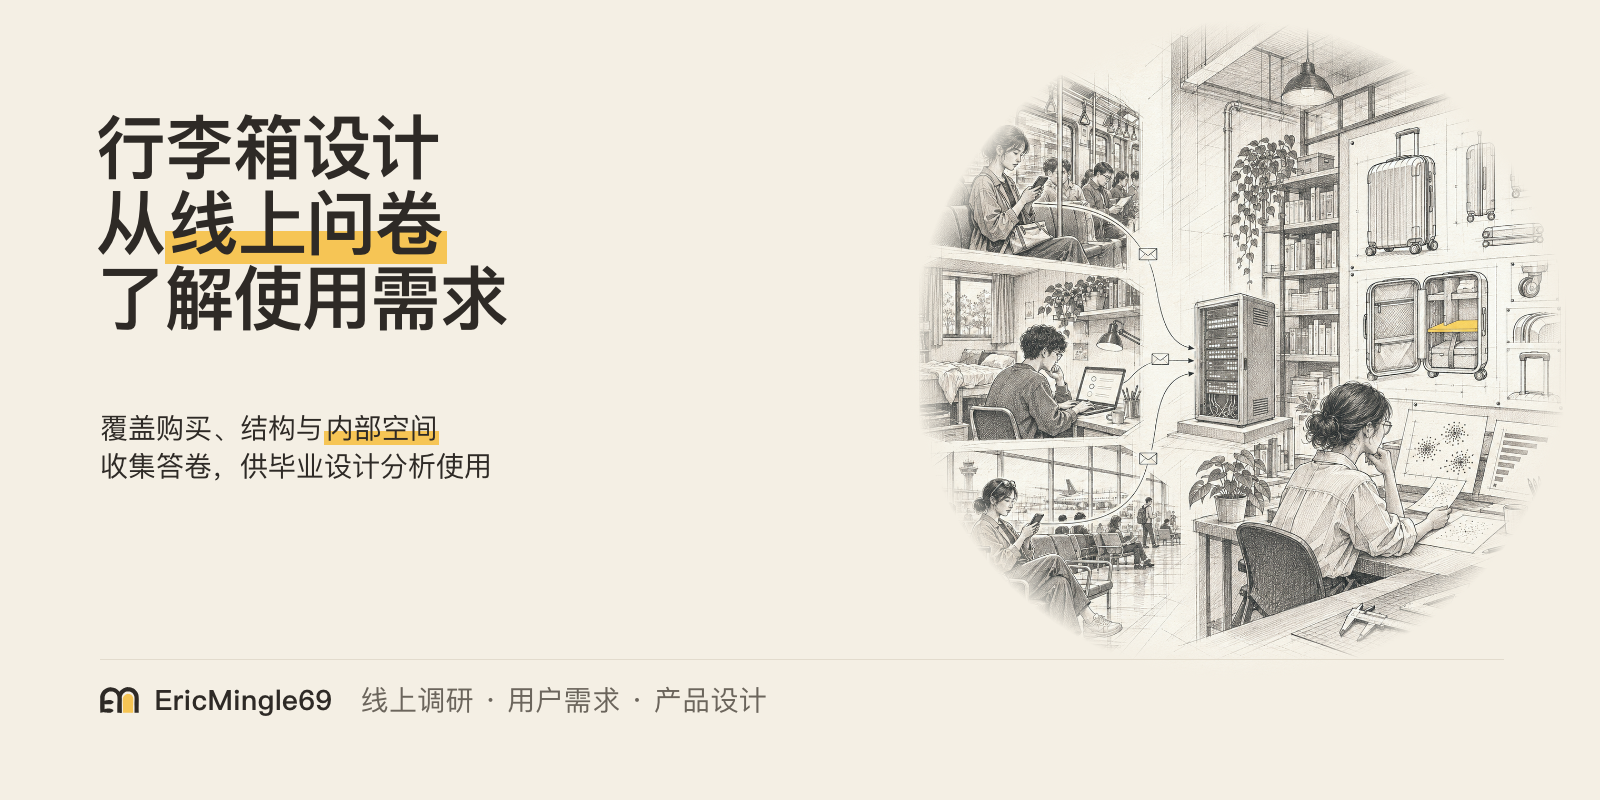 行李箱设计
从线上问卷
了解使用需求
覆盖购买、结构与内部空间
收集答卷，供毕业设计分析使用
EricMingle69 线上调研 · 用户需求 · 产品设计